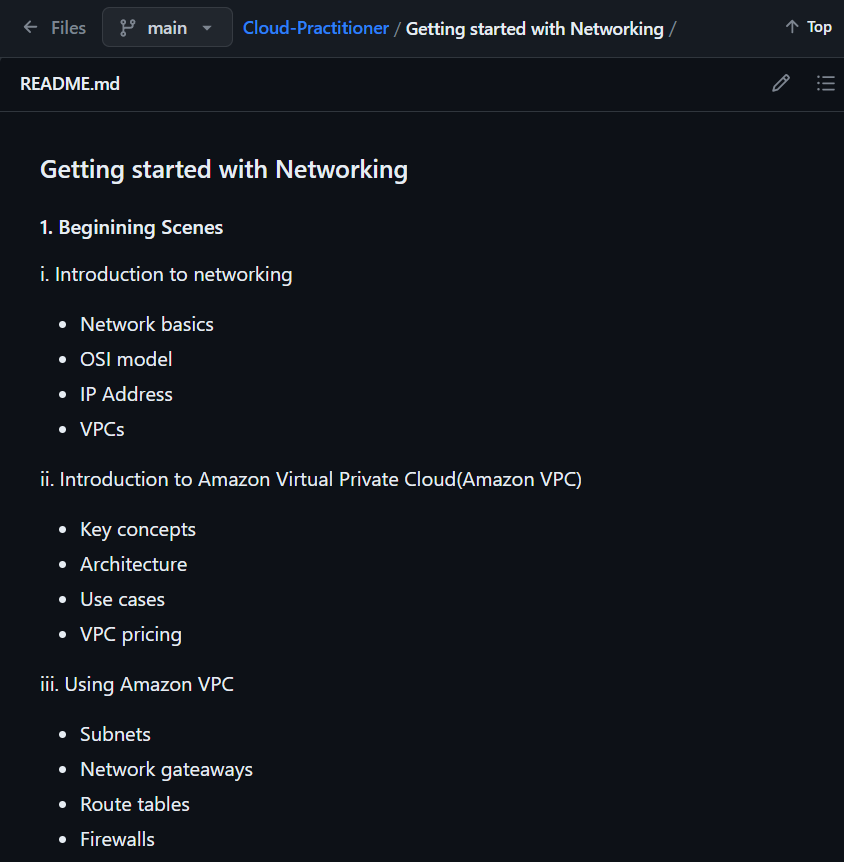 Files main Cloud-Practitioner / Getting started with Networking / Top
README.md
Getting started with Networking
1. Beginining Scenes
i. Introduction to networking
• Network basics
• OSI model
• IP Address
• VPCs
ii. Introduction to Amazon Virtual Private Cloud(Amazon VPC)
• Key concepts
• Architecture
• Use cases
• VPC pricing
iii. Using Amazon VPC
• Subnets
• Network gateaways
• Route tables
• Firewalls